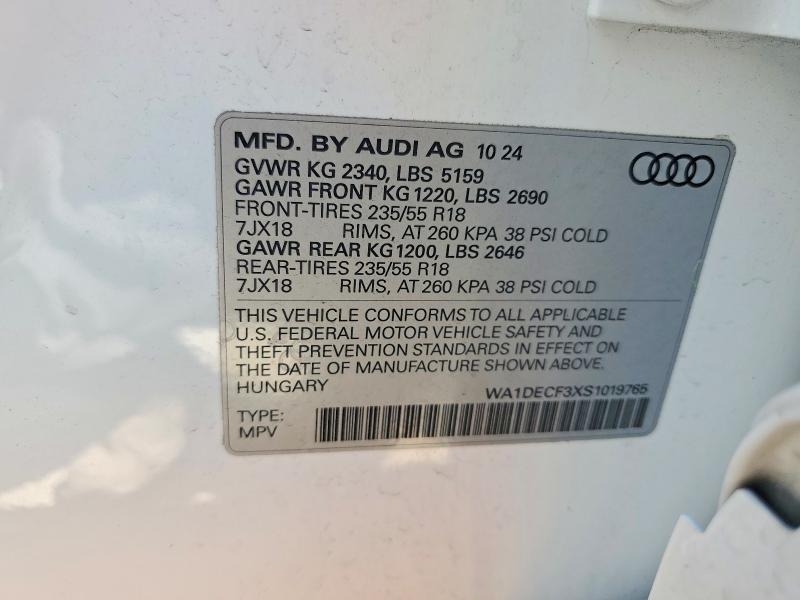 MFD. BY AUDI AG 10 24
GVWR KG 2340, LBS 5159
GAWR FRONT KG 1220, LBS 2690
FRONT-TIRES 235/55 R18
7JX18 RIMS, AT 260 KPA 38 PSI COLD
GAWR REAR KG 1200, LBS 2646
REAR-TIRES 235/55 R18
7JX18 RIMS, AT 260 KPA 38 PSI COLD
THIS VEHICLE CONFORMS TO ALL APPLICABLE
U.S. FEDERAL MOTOR VEHICLE SAFETY AND
THEFT PREVENTION STANDARDS IN EFFECT ON
THE DATE OF MANUFACTURE SHOWN ABOVE.
HUNGARY
WA1DECF3XS1019765
TYPE:
MPV